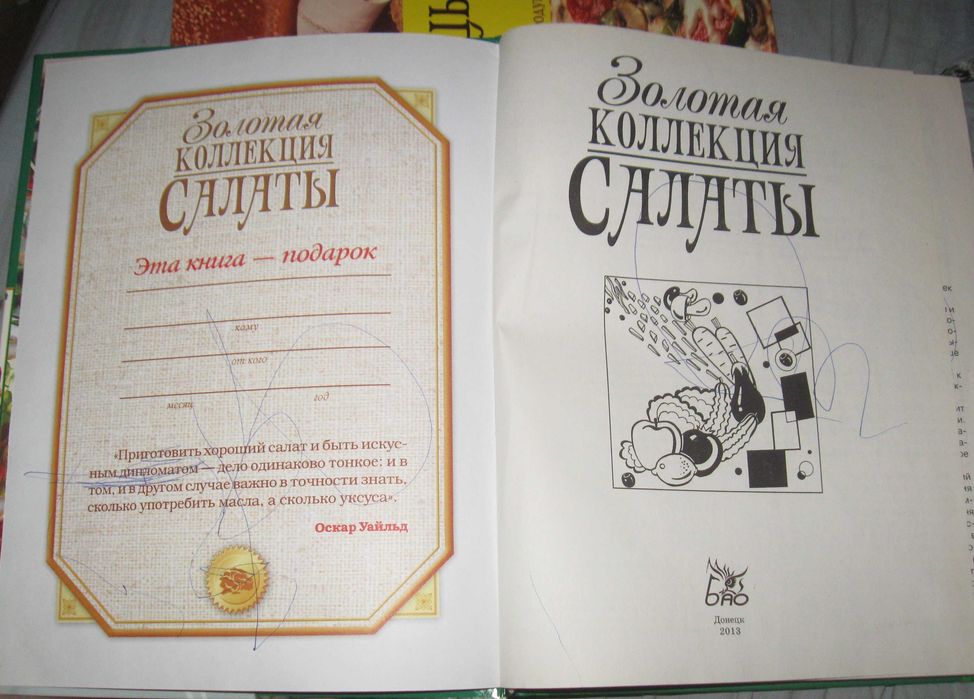 Золотая
КОЛЛЕКЦИЯ
САЛАТЫ
Эта книга — подарок
кому
от кого
месяц
год
«Приготовить хороший салат и быть искус-
ным дипломатом — дело одинаково тонкое: и в
том, и в другом случае важно в точности знать,
сколько употребить масла, а сколько уксуса».
Оскар Уайльд
Золотая
КОЛЛЕКЦИЯ
САЛАТЫ
БАО
Донецк
2013